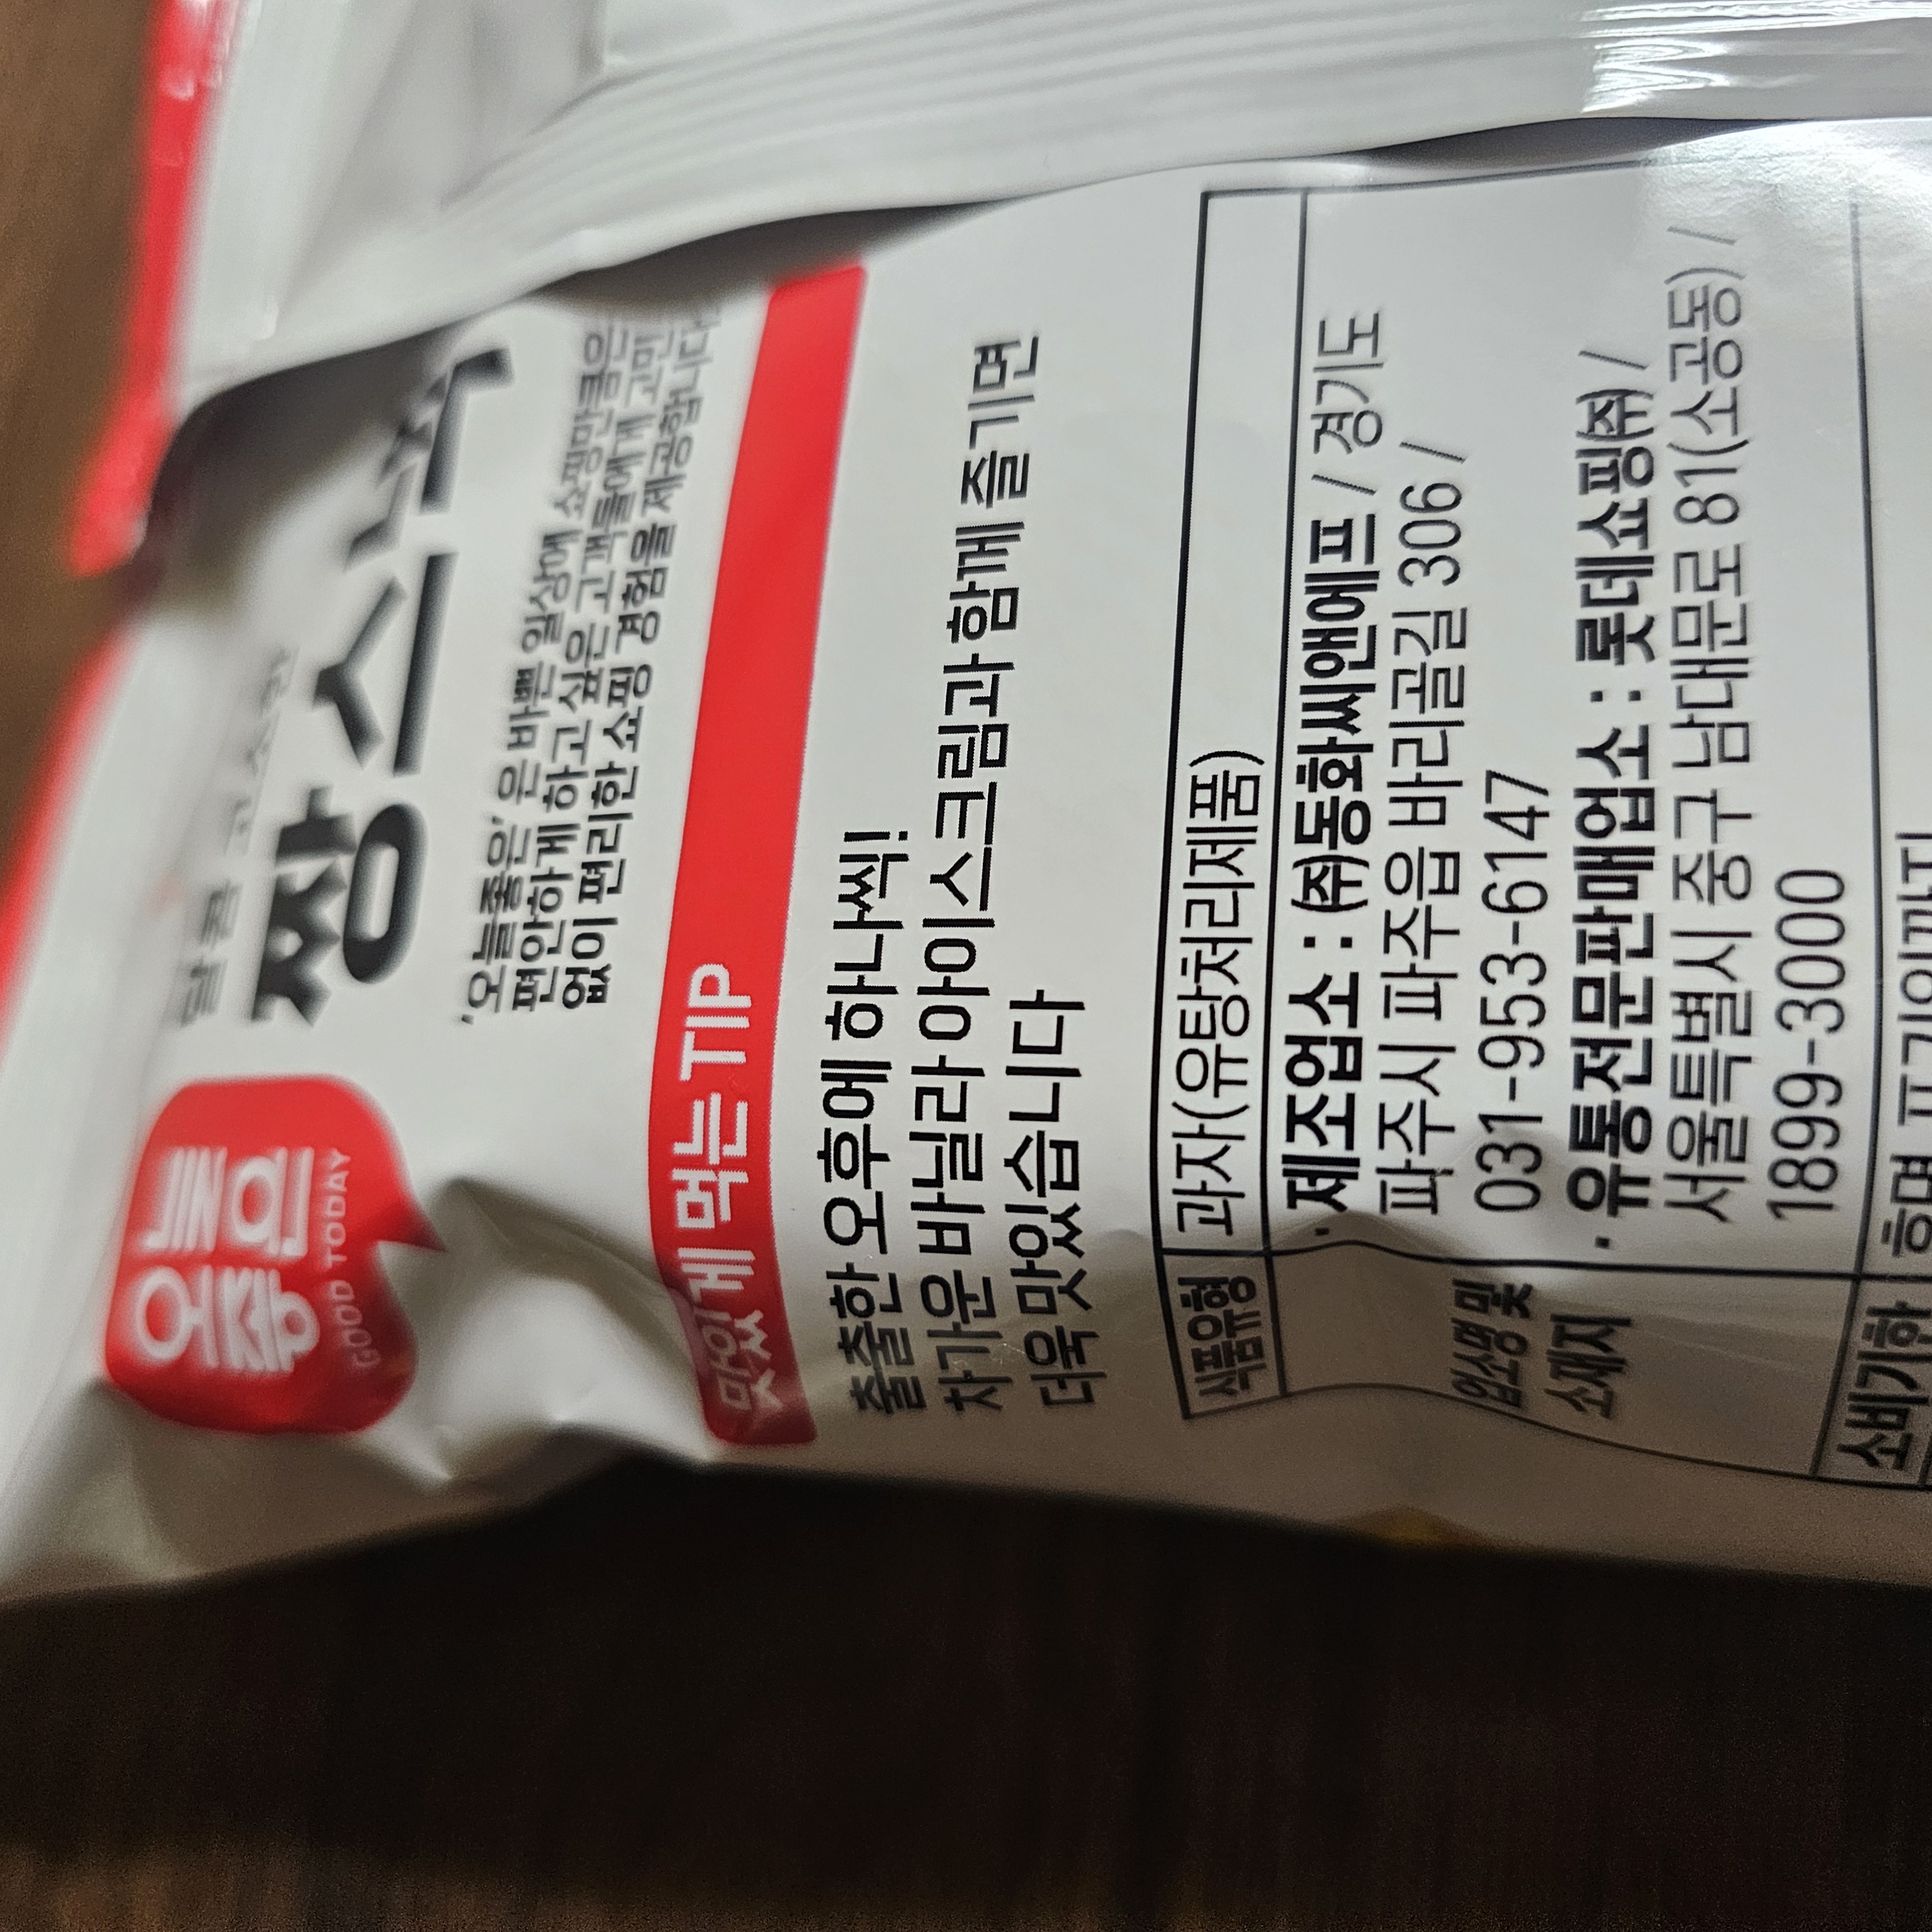 오늘
좋은
GOOD TODAY
달콤 고소한
짱스낵
'오늘좋은' 은 바쁜 일상에 쇼핑만큼은
편안하게 하고 싶은 고객들에게 고민
없이 편리한 쇼핑 경험을 제공합니다
맛있게 먹는 TIP
출출한 오후에 하나씩!
차가운 바닐라 아이스크림과 함께 즐기면
더욱 맛있습니다
식품유형 과자(유탕처리제품)
업소명 및
소재지
· 제조업소 : ㈜동화씨앤에프 / 경기도
파주시 파주읍 바리골길 306 /
031-953-6147
· 유통전문판매업소 : 롯데쇼핑㈜ /
서울특별시 중구 남대문로 81(소공동) /
1899-3000
소비기한